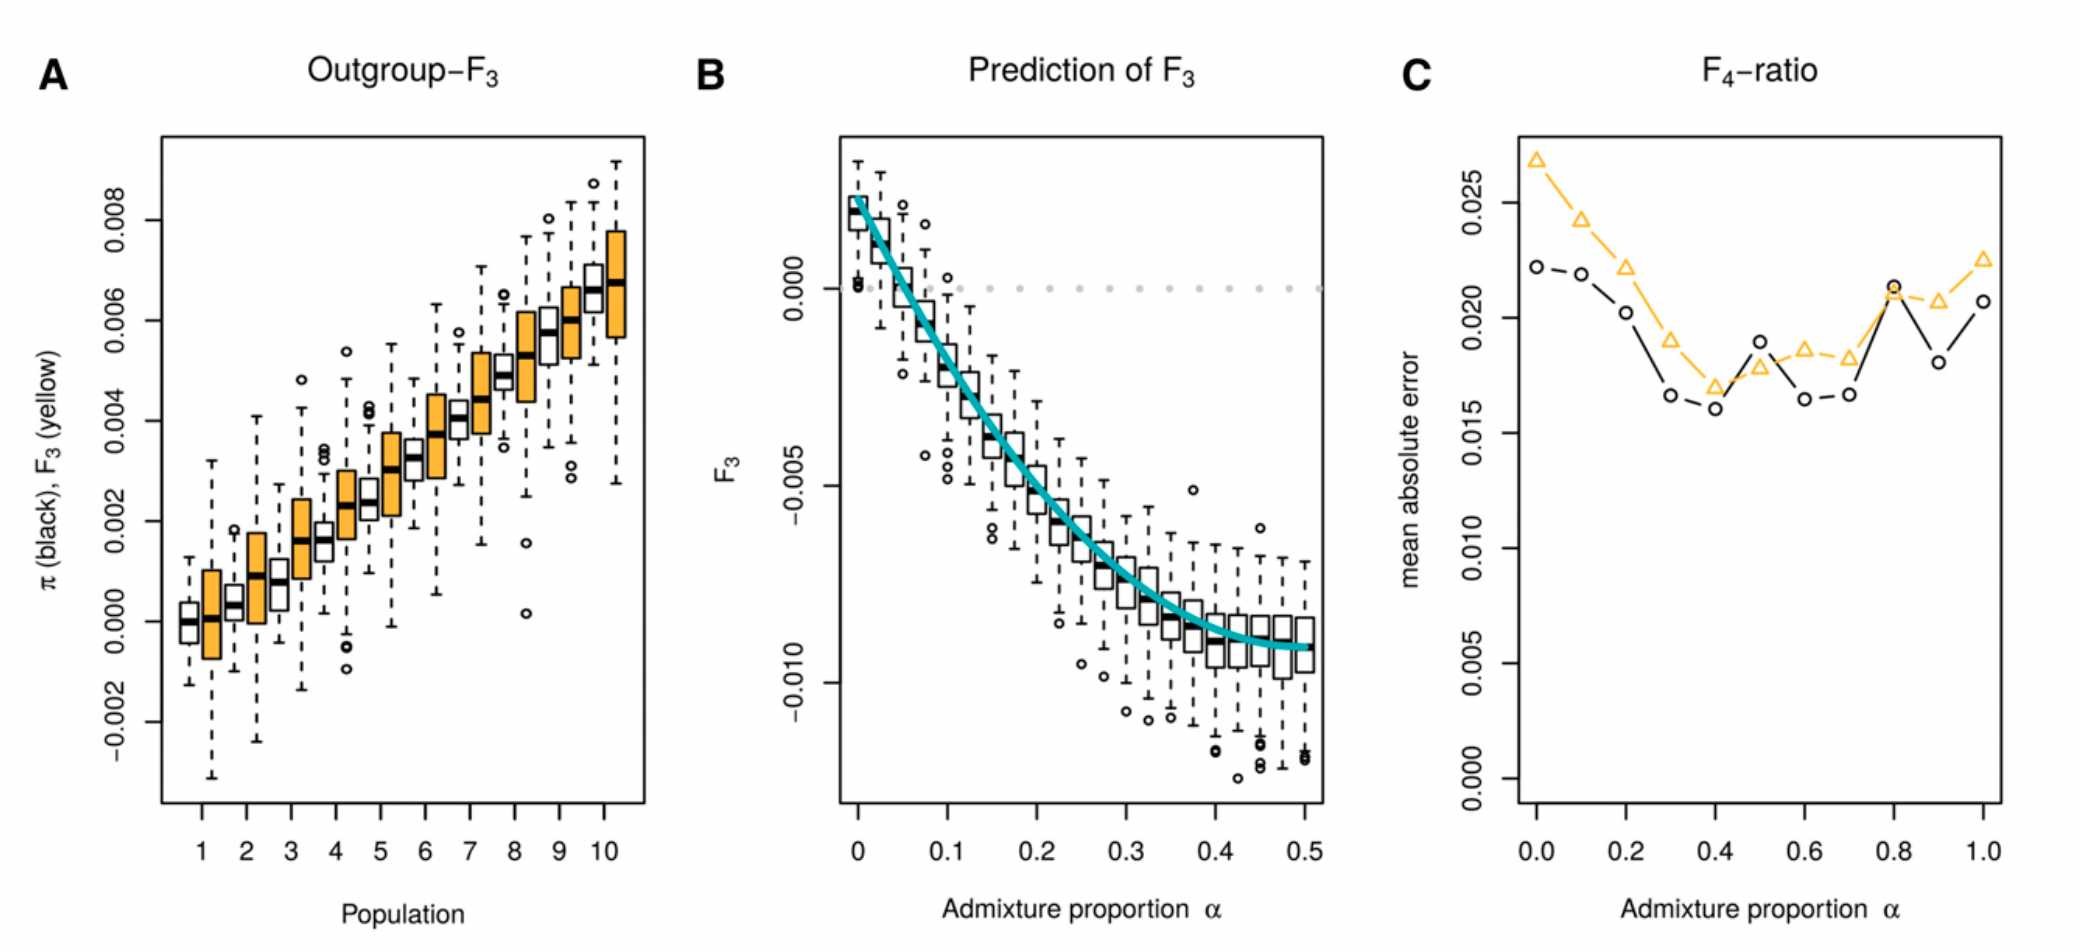 A
Outgroup−F3
π (black), F3 (yellow)
0.008
0.006
0.004
0.002
0.000
−0.002
1 2 3 4 5 6 7 8 9 10
Population
B
Prediction of F3
F3
0.000
−0.005
−0.010
0 0.1 0.2 0.3 0.4 0.5
Admixture proportion α
C
F4−ratio
mean absolute error
0.025
0.020
0.015
0.010
0.005
0.000
0.0 0.2 0.4 0.6 0.8 1.0
Admixture proportion α